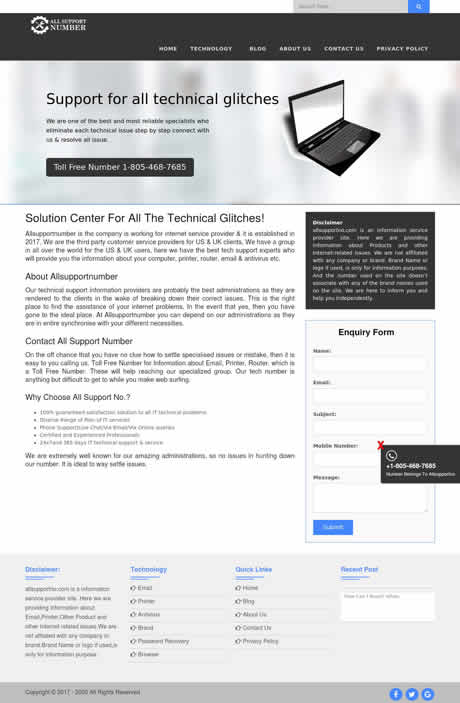 Search here..
ALL SUPPORT
NUMBER
HOME TECHNOLOGY BLOG ABOUT US CONTACT US PRIVACY POLICY
Support for all technical glitches
We are one of the best and most reliable specialists who
eliminate each technical issue step by step connect with
us & resolve all issue.
Toll Free Number 1-805-468-7685
Solution Center For All The Technical Glitches!
Allsupportnumber is the company is working for internet service provider & it is established in
2017. We are the third party customer service providers for US & UK clients. We have a group
in all over the world for the US & UK users, here we have the best tech support experts who
will provide you the information about your computer, printer, router, email & antivirus etc.
About Allsupportnumber
Our technical support information providers are probably the best administrations as they are
rendered to the clients in the wake of breaking down their correct issues. This is the right
place to find the assistance of your internet problems. In the event that yes, then you have
gone to the ideal place. At Allsupportnumber you can depend on our administrations as they
are in entire synchronise with your different necessities.
Contact All Support Number
On the off chance that you have no clue how to settle specialised issues or mistake, then it is
easy to you calling us. Toll Free Number for Information about Email, Printer, Router, which is
a Toll Free Number. These will help reaching our specialized group. Our tech number is
anything but difficult to get to while you make web surfing.
Why Choose All Support No.?
100% guaranteed satisfaction solution to all IT technical problems
Diverse Range of Plan of IT services
Phone Support/Live Chat/Via Email/Via Online queries
Certified and Experienced Professionals
24x7and 365 days IT technical support & service
We are extremely well known for our amazing administrations, so no issues in hunting down
our number. It is ideal to way settle issues.
Disclaimer
allsupportno.com is an information
service provider site. Here we are
providing information about
Products and other
Internet-related issues. We are not
affiliated with any company or
brand. Brand Name or logo if used,
is only for information purposes.
And the number used on the site
doesn't associate with any of the
brand names used on the site. We
are here to inform you and help you
independently.
Enquiry Form
Name:
Email:
Subject:
Mobile Number:
X
+1-805-468-7685
Number Belongs To Allsupportno
Message:
Submit
Disclaimer:
allsupportno.com is a information
service provider site. Here we are
providing information about
Email,Printer,Other Product and
other Internet related issues.We are
not affiliated with any company or
brand.Brand Name or logo if used,is
only for information purpose
Technology
Email
Printer
Antivirus
Brand
Password Recovery
Browser
Quick Links
Home
Blog
About Us
Contact Us
Privacy Policy
Recent Post
How Can I Reset When
Copyright © 2017 - 2020 All Rights Reserved